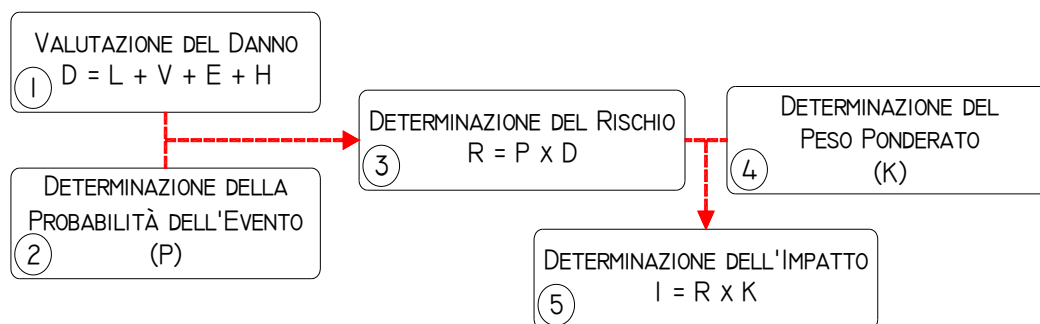 VALUTAZIONE DEL DANNO
D = L + V + E + H
1
DETERMINAZIONE DELLA
PROBABILITÀ DELL'EVENTO
(P)
2
DETERMINAZIONE DEL RISCHIO
R = P X D
3
DETERMINAZIONE DEL
PESO PONDERATO
(K)
4
DETERMINAZIONE DELL'IMPATTO
I = R X K
5